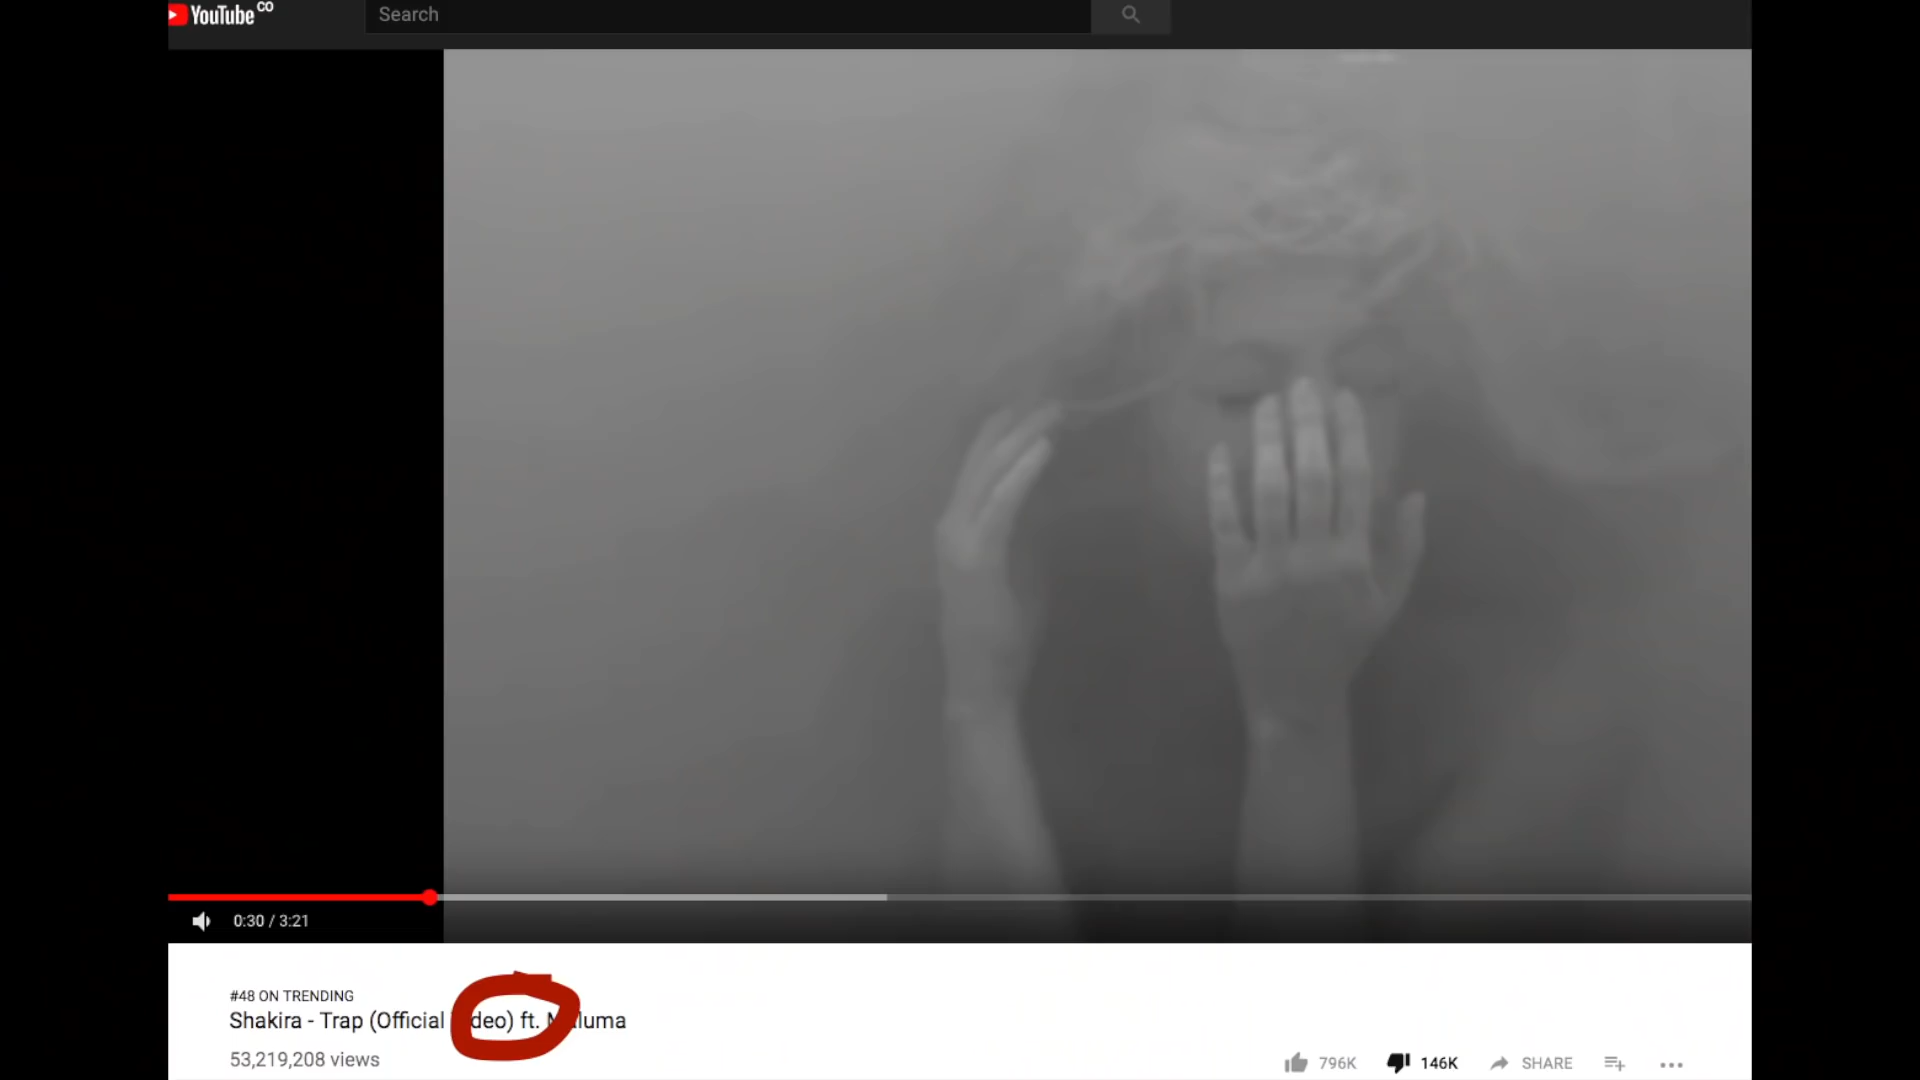 YouTube CO
Search
0:30 / 3:21
#48 ON TRENDING
Shakira - Trap (Official deo) ft. luma
53,219,208 views
796K
146K
SHARE